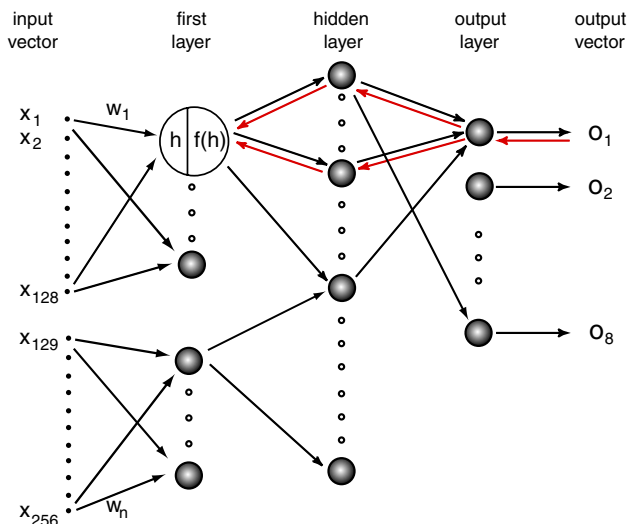 input vector
first layer
hidden layer
output layer
output vector
x1
w1
x2
h f(h)
O1
O2
x128
x129
O8
x256
wn